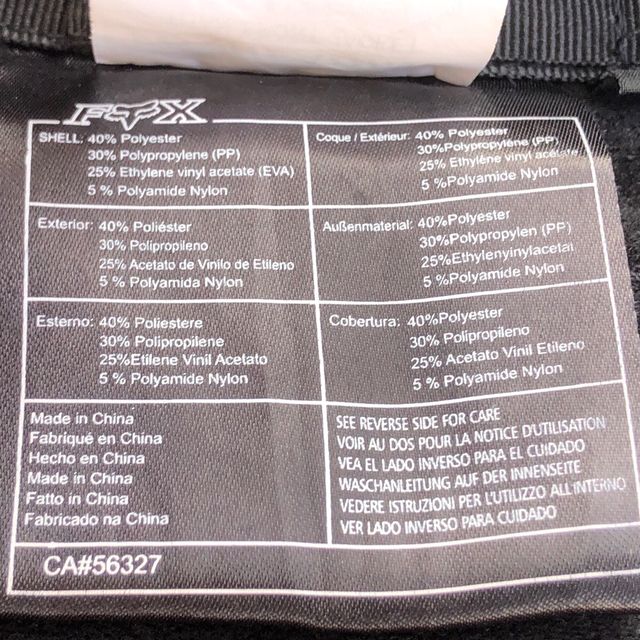 FOX
SHELL: 40% Polyester
30% Polypropylene (PP)
25% Ethylene vinyl acetate (EVA)
5 % Polyamide Nylon
Coque / Extérieur: 40% Polyester
30%Polypropylène (PP)
25% Ethylène vinyl
5 %Polyamide Nylon
Exterior: 40% Poliéster
30% Polipropileno
25% Acetato de Vinilo de Etileno
5 % Polyamida Nylon
Außenmaterial: 40%Polyester
30%Polypropylen (PP)
25%Ethylenyinylacetat
5 % Polyamide Nylon
Esterno: 40% Poliestere
30% Polipropilene
25%Etilene Vinil Acetato
5 % Polyamide Nylon
Cobertura: 40%Polyester
30% Polipropileno
25% Acetato Vinil Etileno
5 % Polyamide Nylon
Made in China
Fabriqué en China
Hecho en China
Made in China
Fatto in China
Fabricado na China
SEE REVERSE SIDE FOR CARE
VOIR AU DOS POUR LA NOTICE D'UTILISATION
VEA EL LADO INVERSO PARA EL CUIDADO
WASCHANLEITUNG AUF DER INNENSEITE
VEDERE ISTRUZIONI PER L'UTILIZZO ALL'INTERNO
VER LADO INVERSO PARA CUIDADO
CA#56327